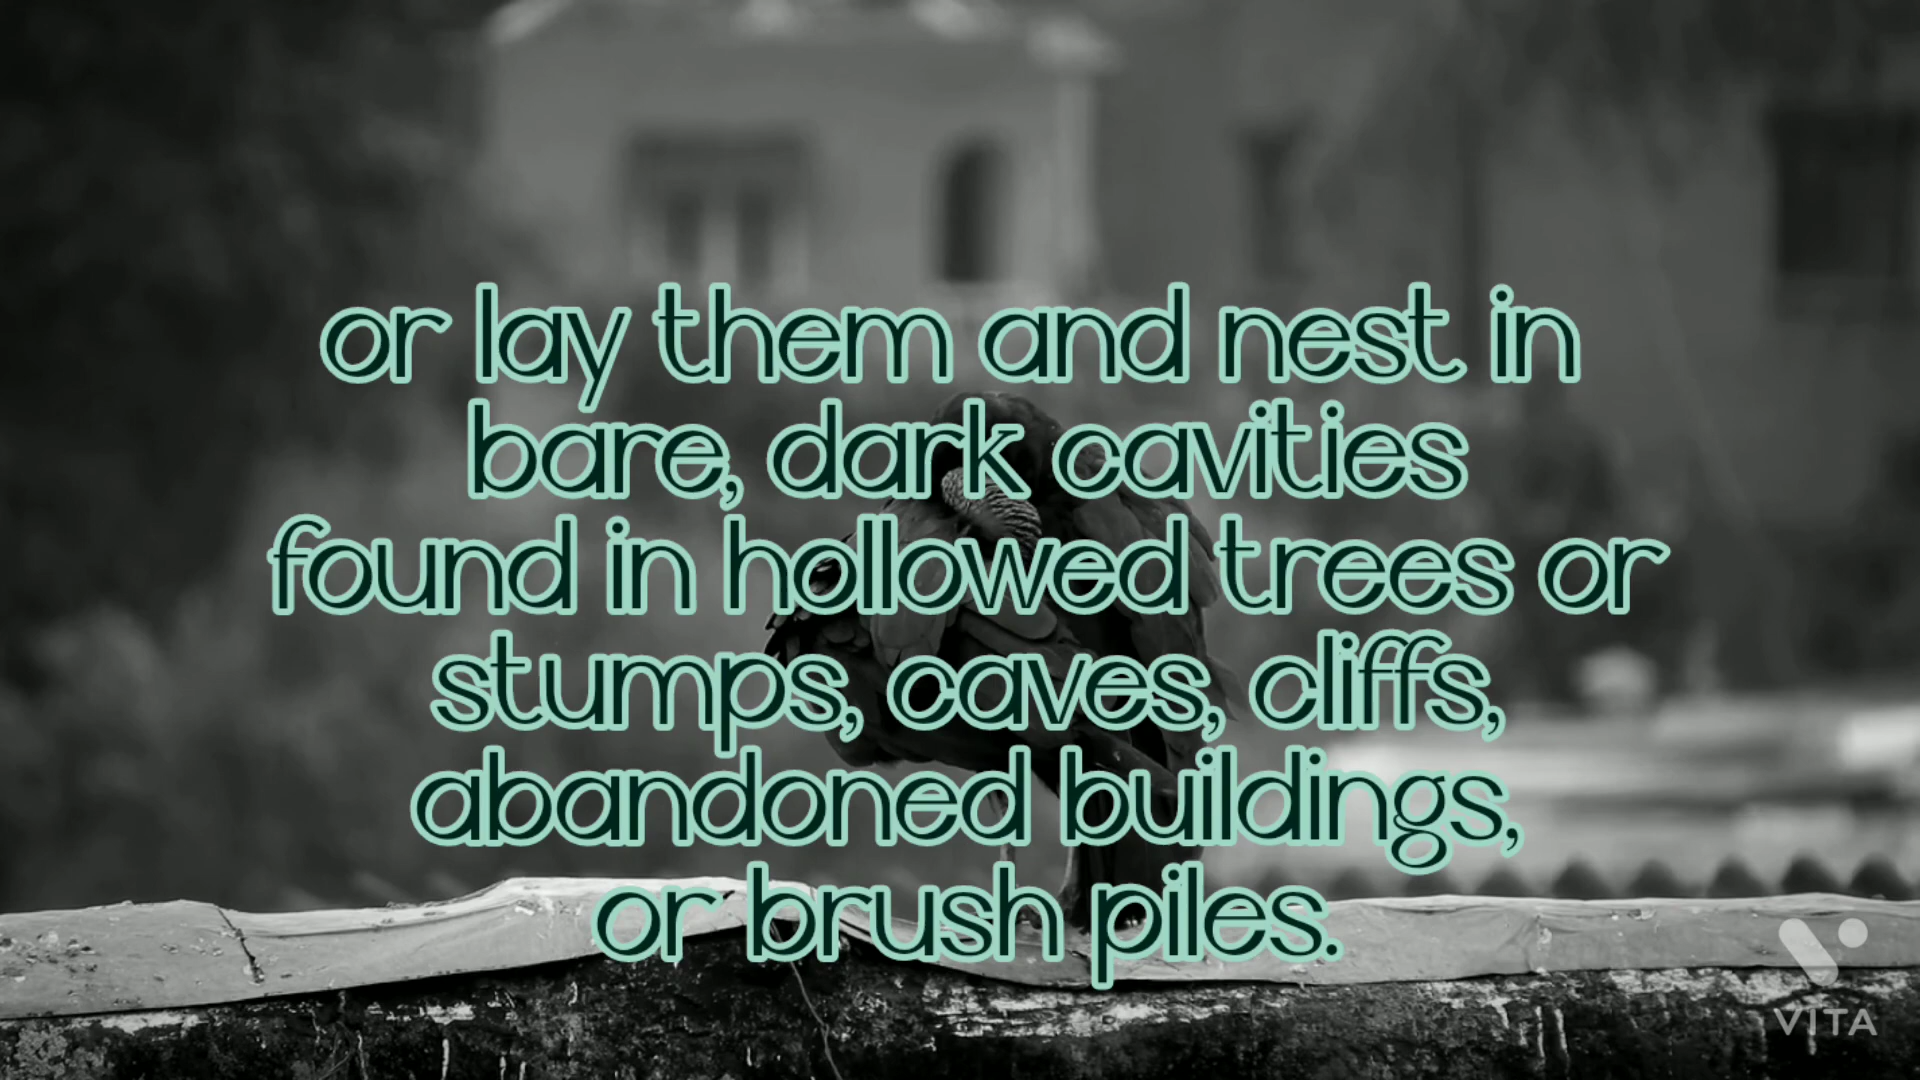 or lay them and nest in
bare, dark cavities
found in hollowed trees or
stumps, caves, cliffs,
abandoned buildings,
or brush piles.
VITA